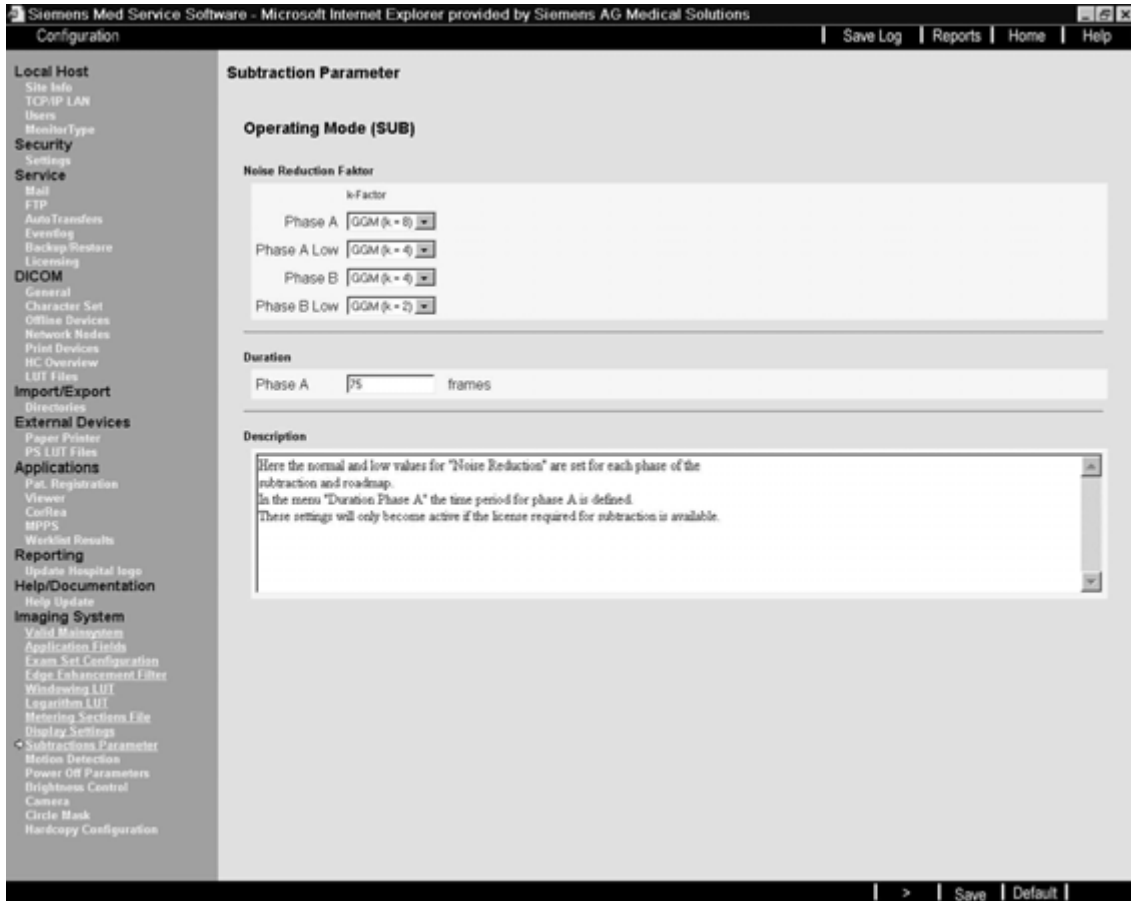 Siemens Med Service Software - Microsoft Internet Explorer provided by Siemens AG Medical Solutions
Configuration
Save Log
Reports
Home
Help
Local Host
Site Info
TCP/IP LAN
Users
MonitorType
Security
Settings
Service
Mail
FTP
AutoTransfers
Eventlog
Backup/Restore
Licensing
DICOM
General
Character Set
Offline Devices
Network Nodes
Print Devices
HC Overview
LUT Files
Import/Export
Directories
External Devices
Paper Printer
PS LUT Files
Applications
Pat. Registration
Viewer
CorRea
MPPS
Worklist Results
Reporting
Update Hospital logo
Help/Documentation
Help Update
Imaging System
Valid Mainsystem
Application Fields
Exam Set Configuration
Edge Enhancement Filter
Windowing LUT
Logarithm LUT
Metering Sections File
Display Settings
Subtractions Parameter
Motion Detection
Power Off Parameters
Brightness Control
Camera
Circle Mask
Hardcopy Configuration
Subtraction Parameter
Operating Mode (SUB)
Noise Reduction Faktor
k-Factor
Phase A GGM (k = 8)
Phase A Low GGM (k = 4)
Phase B GGM (k = 4)
Phase B Low GGM (k = 2)
Duration
Phase A 75 frames
Description
Here the normal and low values for "Noise Reduction" are set for each phase of the
subtraction and roadmap.
In the menu "Duration Phase A" the time period for phase A is defined.
These settings will only become active if the license required for subtraction is available.
>
Save
Default